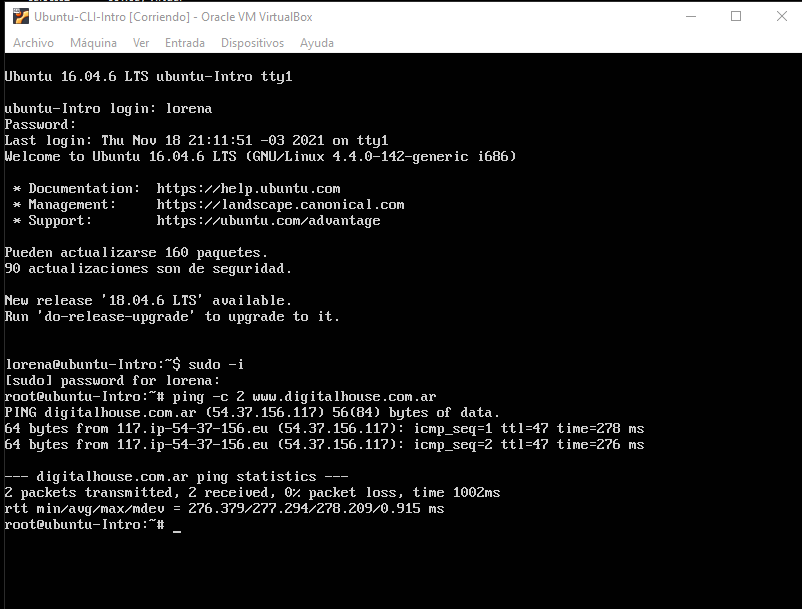 Ubuntu-CLI-Intro [Corriendo] - Oracle VM VirtualBox
Archivo Máquina Ver Entrada Dispositivos Ayuda
Ubuntu 16.04.6 LTS ubuntu-Intro tty1
ubuntu-Intro login: lorena
Password:
Last login: Thu Nov 18 21:11:51 -03 2021 on tty1
Welcome to Ubuntu 16.04.6 LTS (GNU/Linux 4.4.0-142-generic i686)
* Documentation:  https://help.ubuntu.com
* Management:     https://landscape.canonical.com
* Support:        https://ubuntu.com/advantage
Pueden actualizarse 160 paquetes.
90 actualizaciones son de seguridad.
New release '18.04.6 LTS' available.
Run 'do-release-upgrade' to upgrade to it.
lorena@ubuntu-Intro:~$ sudo -i
[sudo] password for lorena:
root@ubuntu-Intro:~# ping -c 2 www.digitalhouse.com.ar
PING digitalhouse.com.ar (54.37.156.117) 56(84) bytes of data.
64 bytes from 117.ip-54-37-156.eu (54.37.156.117): icmp_seq=1 ttl=47 time=278 ms
64 bytes from 117.ip-54-37-156.eu (54.37.156.117): icmp_seq=2 ttl=47 time=276 ms
--- digitalhouse.com.ar ping statistics ---
2 packets transmitted, 2 received, 0% packet loss, time 1002ms
rtt min/avg/max/mdev = 276.379/277.294/278.209/0.915 ms
root@ubuntu-Intro:~# _